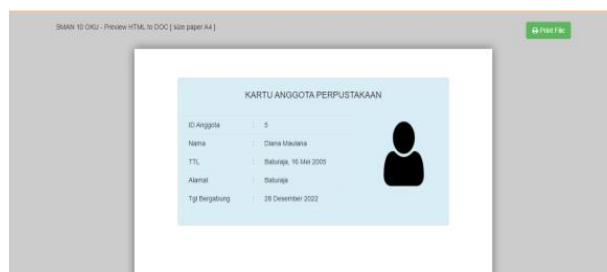 SMAN 10 OKU - Preview HTML to DOC [ size paper A4 ]
Print File
KARTU ANGGOTA PERPUSTAKAAN
ID Anggota : 5
Nama : Diana Maulana
TTL : Baturaja, 16 Mei 2005
Alamat : Baturaja
Tgl Bergabung : 28 Desember 2022